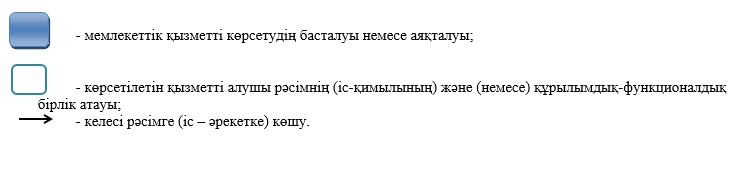 - мемлекеттік қызметті көрсетудің басталуы немесе аяқталуы;
- көрсетілетін қызметті алушы рәсімнің (іс-қимылының) және (немесе) құрылымдық-функционалдық
бірлік атауы;
- келесі рәсімге (іс – әрекетке) көшу.